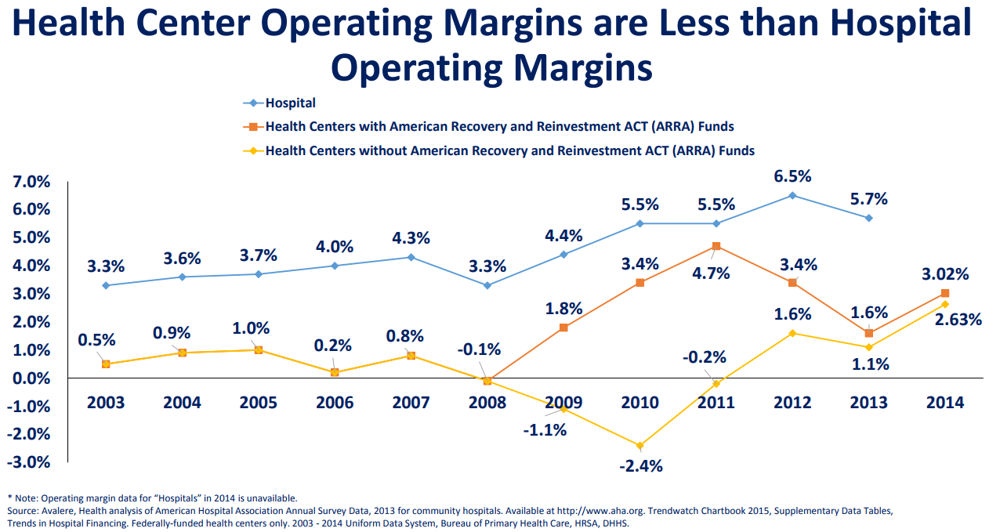 Health Center Operating Margins are Less than Hospital
Operating Margins
Hospital
Health Centers with American Recovery and Reinvestment ACT (ARRA) Funds
Health Centers without American Recovery and Reinvestment ACT (ARRA) Funds
7.0%
6.0%
5.0%
4.0%
3.0%
2.0%
1.0%
0.0%
-1.0%
-2.0%
-3.0%
3.3% 3.6% 3.7% 4.0% 4.3% 3.3% 4.4% 5.5% 5.5% 6.5% 5.7%
1.8% 3.4% 4.7% 3.4% 1.6% 3.02%
0.5% 0.9% 1.0% 0.2% 0.8% -0.1% -1.1% -2.4% -0.2% 1.6% 1.1% 2.63%
2003 2004 2005 2006 2007 2008 2009 2010 2011 2012 2013 2014
* Note: Operating margin data for “Hospitals” in 2014 is unavailable.
Source: Avalere, Health analysis of American Hospital Association Annual Survey Data, 2013 for community hospitals. Available at http://www.aha.org. Trendwatch Chartbook 2015, Supplementary Data Tables,
Trends in Hospital Financing. Federally-funded health centers only. 2003 - 2014 Uniform Data System, Bureau of Primary Health Care, HRSA, DHHS.